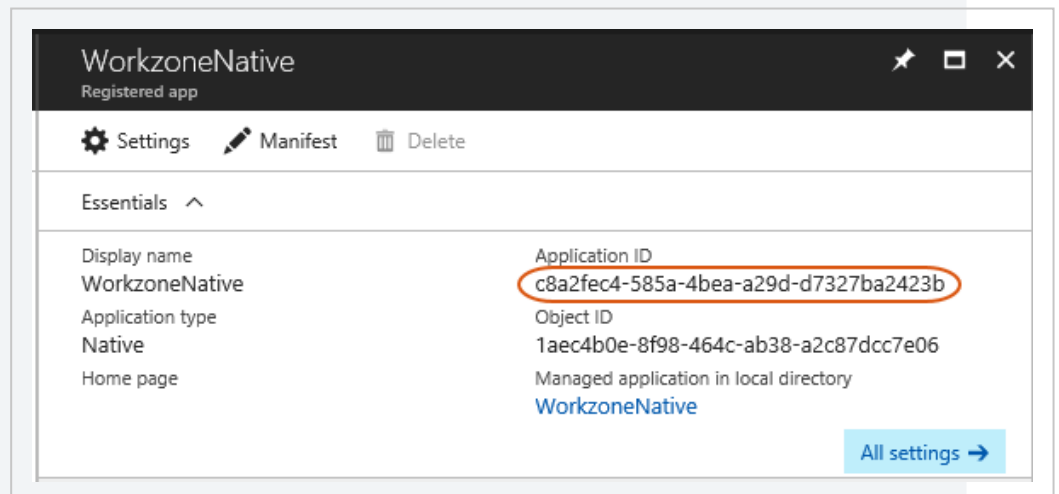 WorkzoneNative
Registered app
Settings Manifest Delete
Essentials
Display name
WorkzoneNative
Application type
Native
Home page
Application ID
c8a2fec4-585a-4bea-a29d-d7327ba2423b
Object ID
1aec4b0e-8f98-464c-ab38-a2c87dcc7e06
Managed application in local directory
WorkzoneNative
All settings →